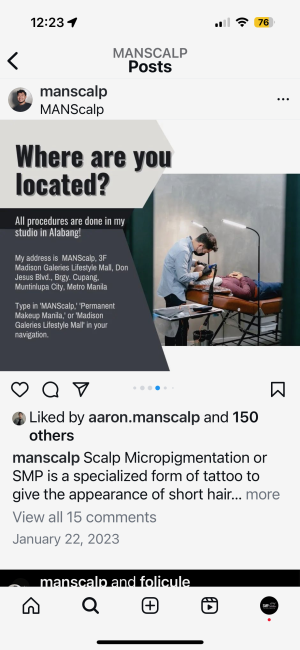 12:23
76
MANSCALP
Posts
manscalp
MANScalp
Where are you
located?
All procedures are done in my
studio in Alabang!
My address is MANScalp, 3F
Madison Galeries Lifestyle Mall, Don
Jesus Blvd., Brgy. Cupang,
Muntinlupa City, Metro Manila
Type in 'MANScalp,' 'Permanent
Makeup Manila,' or 'Madison
Galeries Lifestyle Mall' in your
navigation.
Liked by aaron.manscalp and 150
others
manscalp Scalp Micropigmentation or
SMP is a specialized form of tattoo to
give the appearance of short hair... more
View all 15 comments
January 22, 2023
manscalp and folicule